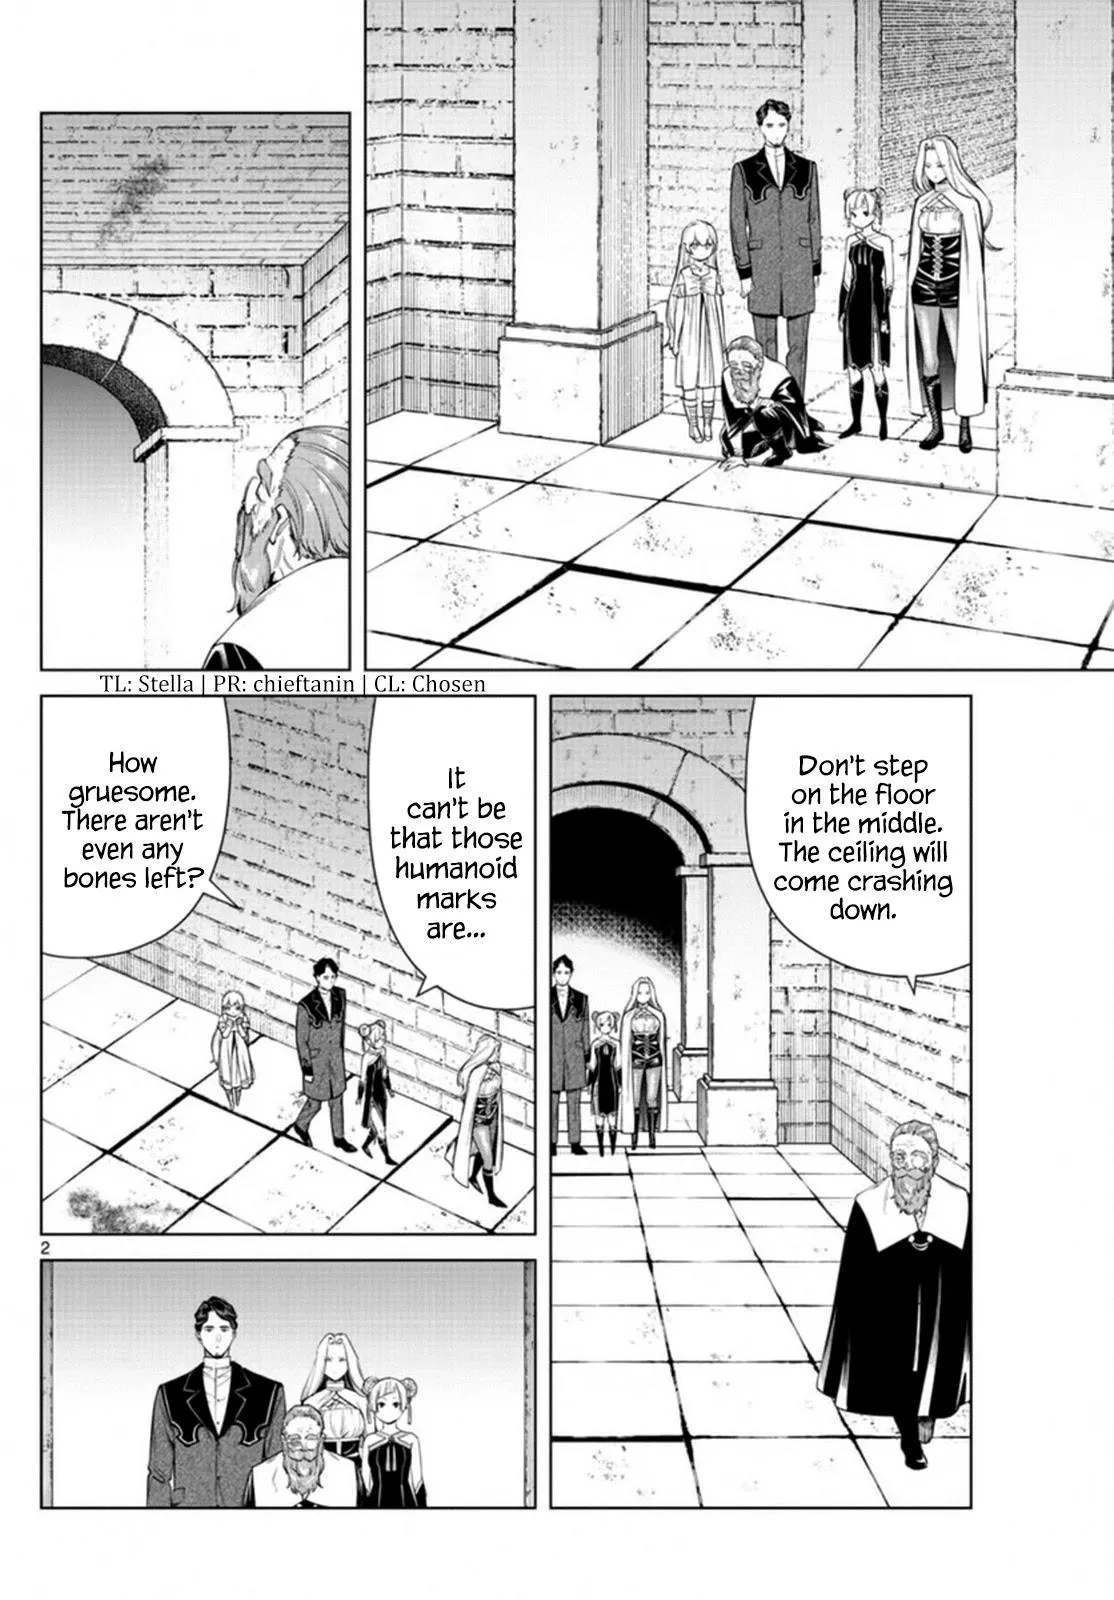 TL: Stella | PR: chieftanin | CL: Chosen
Don't step
on the floor
in the middle.
The ceiling will
come crashing
down.
It
can't be
that those
humanoid
marks
are...
How
gruesome.
There aren't
even any
bones left?
2